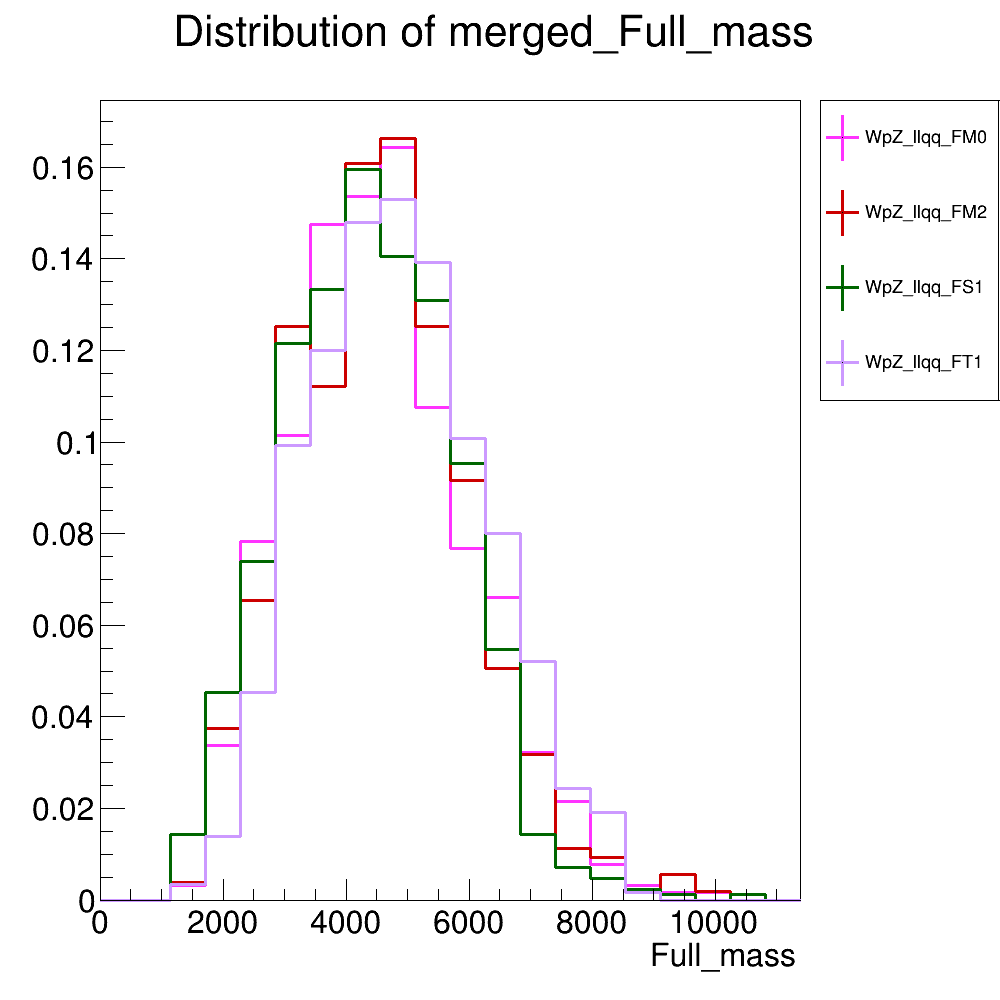 Distribution of merged_Full_mass
WpZ_llqq_FM0
WpZ_llqq_FM2
WpZ_llqq_FS1
WpZ_llqq_FT1
0.16
0.14
0.12
0.1
0.08
0.06
0.04
0.02
0
0 2000 4000 6000 8000 10000
Full_mass